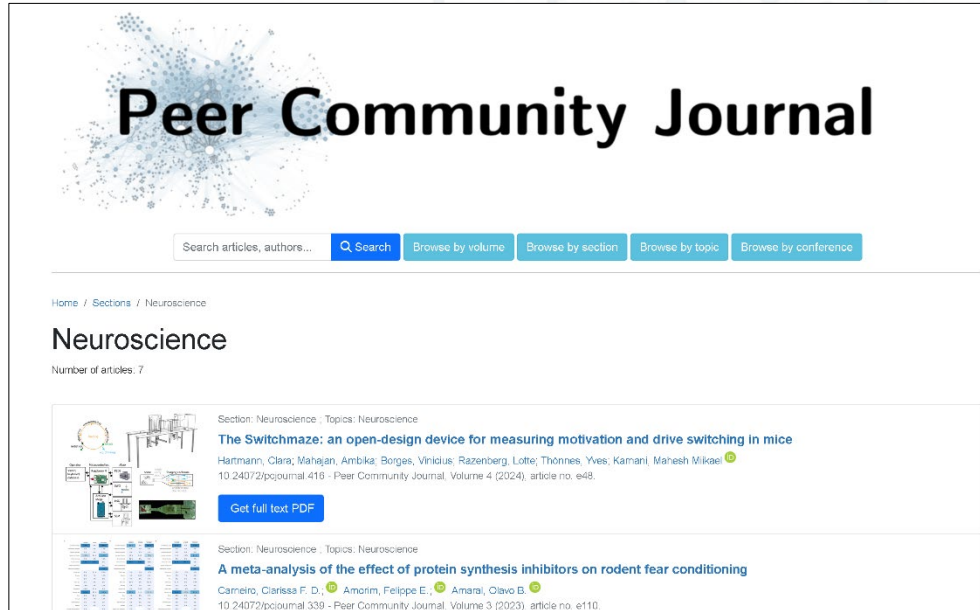 Peer Community Journal
Search articles, authors...
Search
Browse by volume
Browse by section
Browse by topic
Browse by conference
Home / Sections / Neuroscience
Neuroscience
Number of articles: 7
Section: Neuroscience ; Topics: Neuroscience
The Switchmaze: an open-design device for measuring motivation and drive switching in mice
Hartmann, Clara; Mahajan, Ambika; Borges, Vinicius; Razenberg, Lotte; Thönnes, Yves; Karnani, Mahesh Miikael iD
10.24072/pcjournal.416 - Peer Community Journal, Volume 4 (2024), article no. e48.
Get full text PDF
Section: Neuroscience ; Topics: Neuroscience
A meta-analysis of the effect of protein synthesis inhibitors on rodent fear conditioning
Carneiro, Clarissa F. D.; iD Amorim, Felippe E.; iD Amaral, Olavo B. iD
10.24072/pcjournal.339 - Peer Community Journal, Volume 3 (2023), article no. e110.